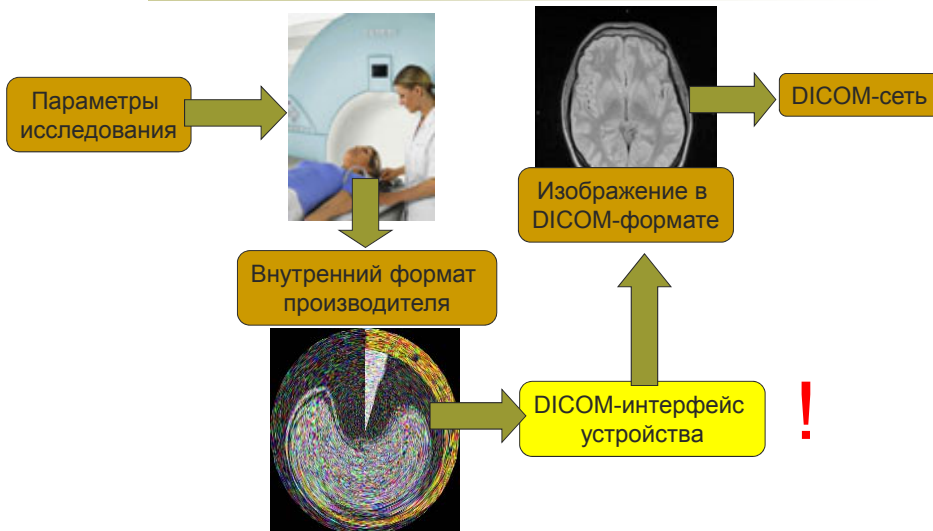 Параметры
исследования
DICOM-сеть
Изображение в
DICOM-формате
Внутренний формат
производителя
DICOM-интерфейс
устройства
!